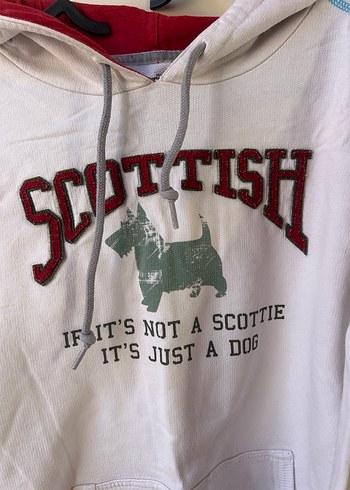 SCOTTISH
IF IT'S NOT A SCOTTIE
IT'S JUST A DOG